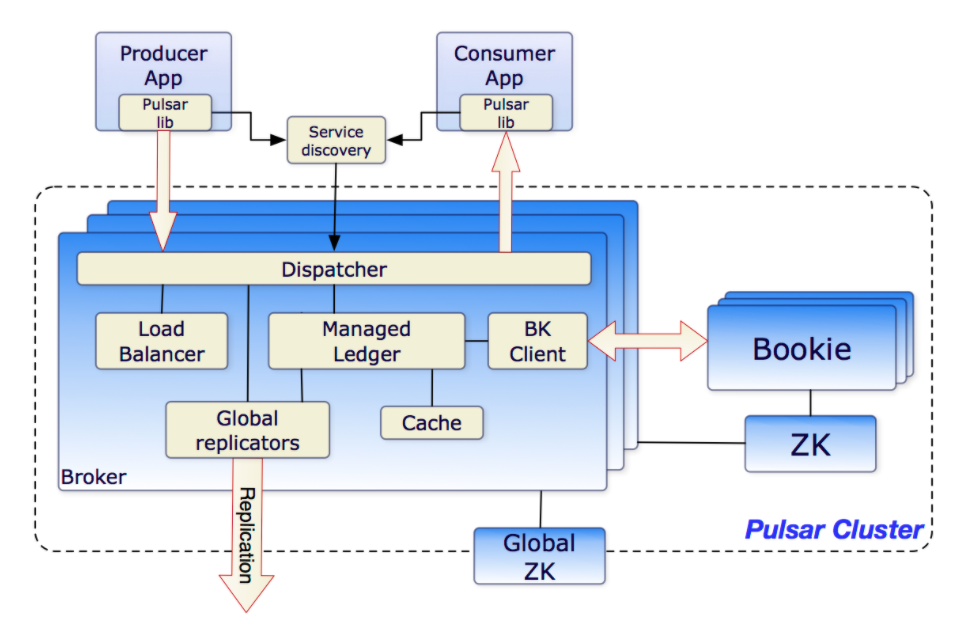 Producer
App
Pulsar
lib
Consumer
App
Pulsar
lib
Service
discovery
Dispatcher
Load
Balancer
Managed
Ledger
BK
Client
Bookie
Global
replicators
Cache
ZK
Broker
Replication
Pulsar Cluster
Global
ZK